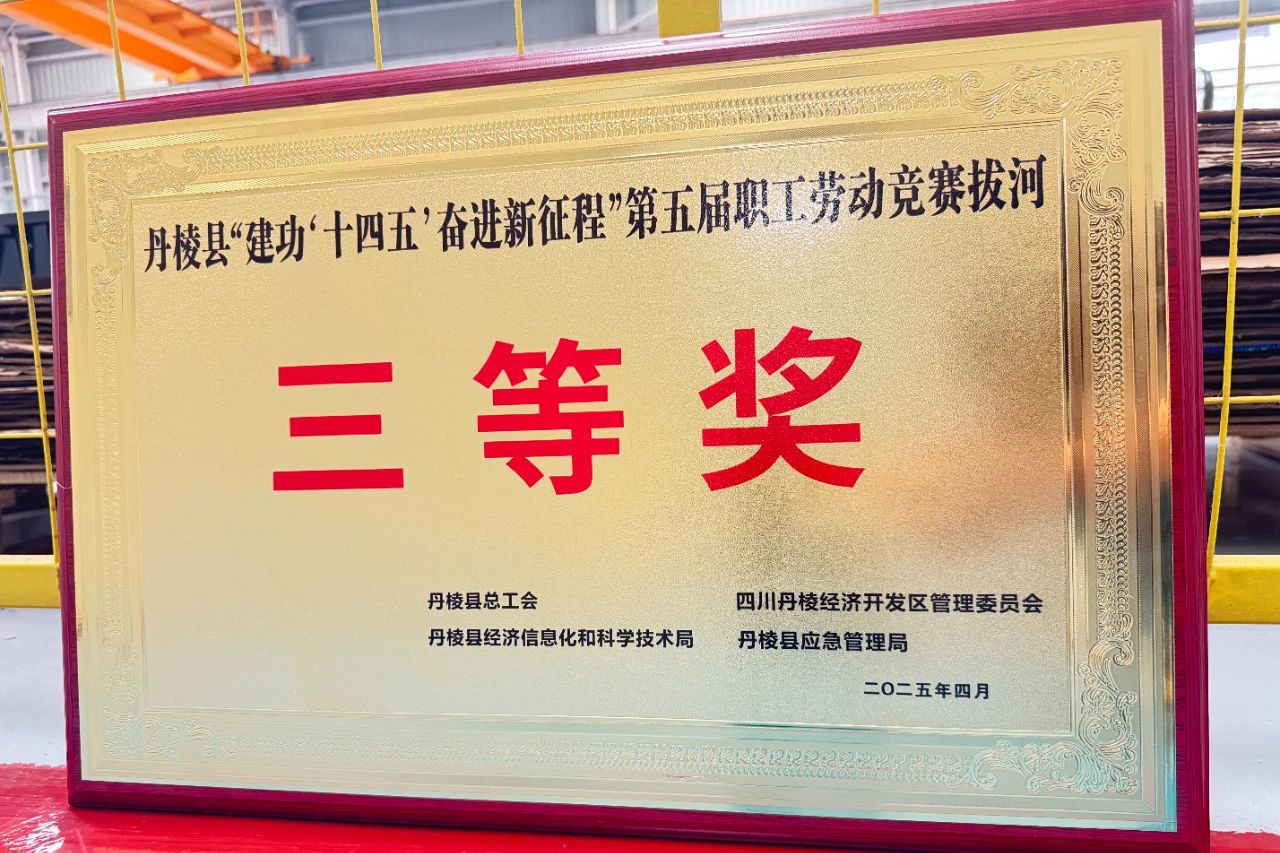 丹棱县“建功‘十四五’奋进新征程”第五届职工劳动竞赛拔河
三等奖
丹棱县总工会 四川丹棱经济开发区管理委员会
丹棱县经济信息化和科学技术局 丹棱县应急管理局
二〇二五年四月